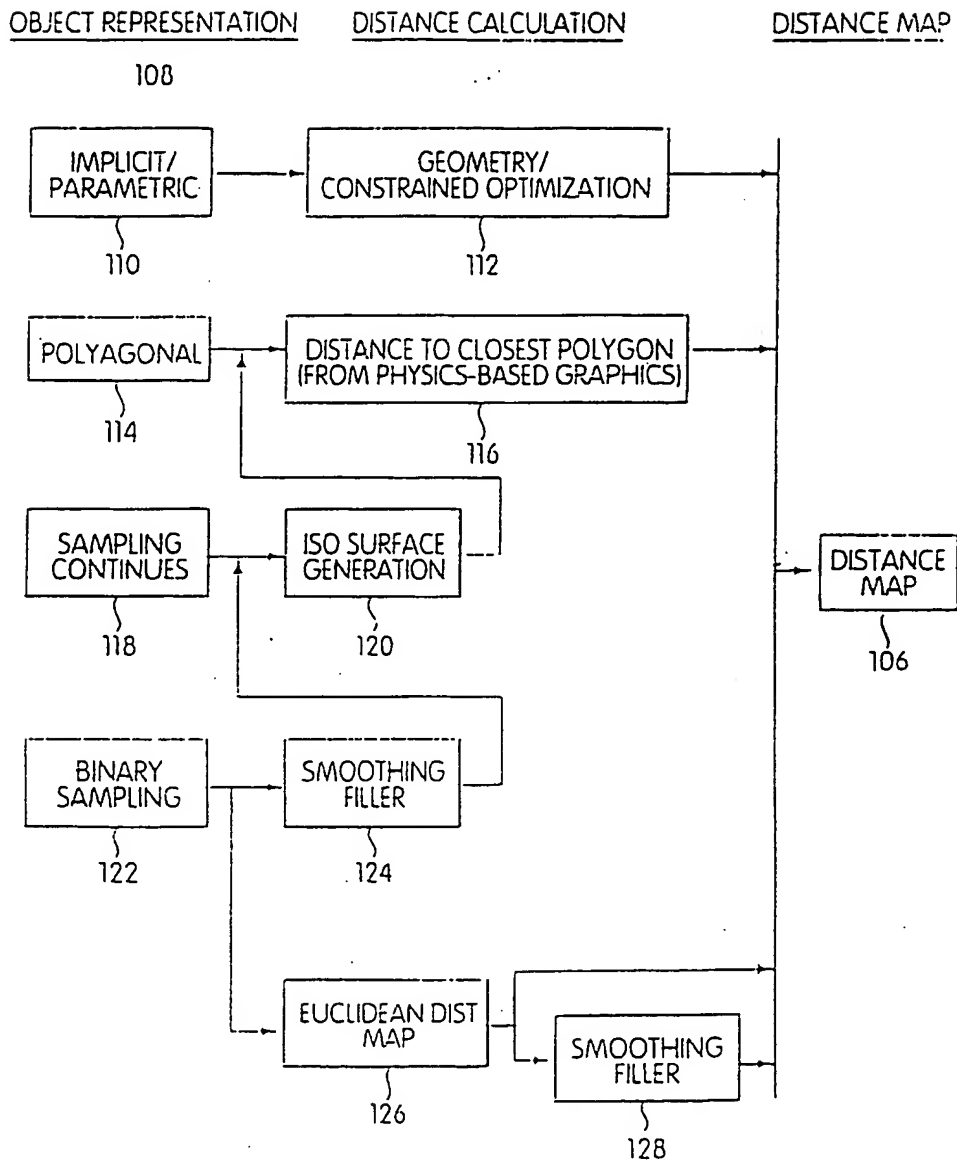 OBJECT REPRESENTATION
DISTANCE CALCULATION
DISTANCE MAP
108
IMPLICIT/
PARAMETRIC
110
GEOMETRY/
CONSTRAINED OPTIMIZATION
112
POLYAGONAL
114
DISTANCE TO CLOSEST POLYGON
(FROM PHYSICS-BASED GRAPHICS)
116
SAMPLING
CONTINUES
118
ISO SURFACE
GENERATION
120
DISTANCE
MAP
106
BINARY
SAMPLING
122
SMOOTHING
FILLER
124
EUCLIDEAN DIST
MAP
126
SMOOTHING
FILLER
128